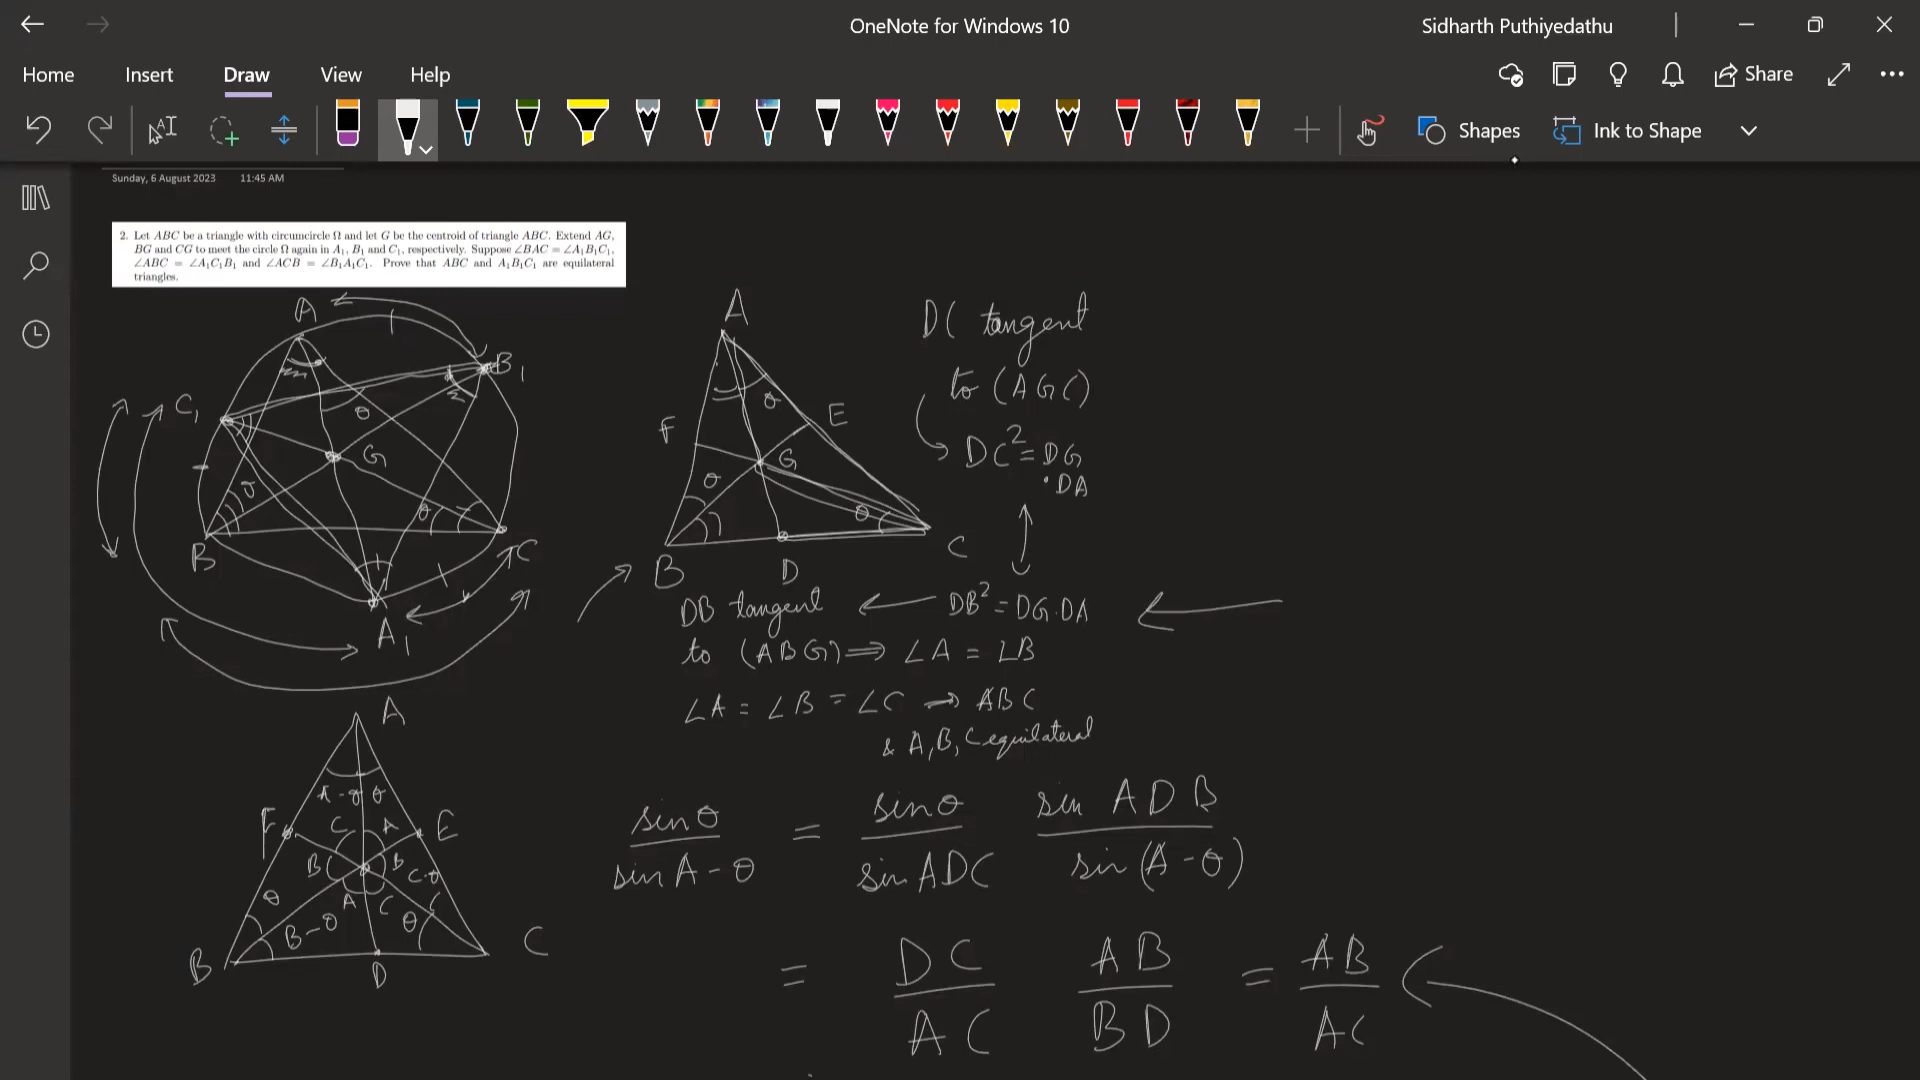 OneNote for Windows 10
Sidharth Puthiyedathu
Home Insert Draw View Help
Share
Shapes
Ink to Shape
Sunday, 6 August 2023 11:45 AM
2. Let ABC be a triangle with circumcircle Ω and let G be the centroid of triangle ABC. Extend AG,
BG and CG to meet the circle Ω again in A₁, B₁ and C₁, respectively. Suppose ∠BAC = ∠A₁B₁C₁,
∠ABC = ∠A₁C₁B₁ and ∠ACB = ∠B₁A₁C₁. Prove that ABC and A₁B₁C₁ are equilateral
triangles.
A
B₁
C₁
θ
G
θ
θ
B
C
A₁
A
F
θ
E
G
θ
θ
B
D
C
DC tangent
to (AGC)
DC² = DG
·DA
DB tangent ← DB² = DG·DA
to (ABG) ⇒ ∠A = ∠B
∠A = ∠B = ∠C → ABC
& A₁B₁C equilateral
A
A-θ θ
F
C A
E
B B
C-θ
θ
A C
B-θ
θ
B
D
C
sinθ / sin A-θ = sinθ / sin ADC sin ADB / sin(A-θ)
= DC / AC AB / BD = AB / AC